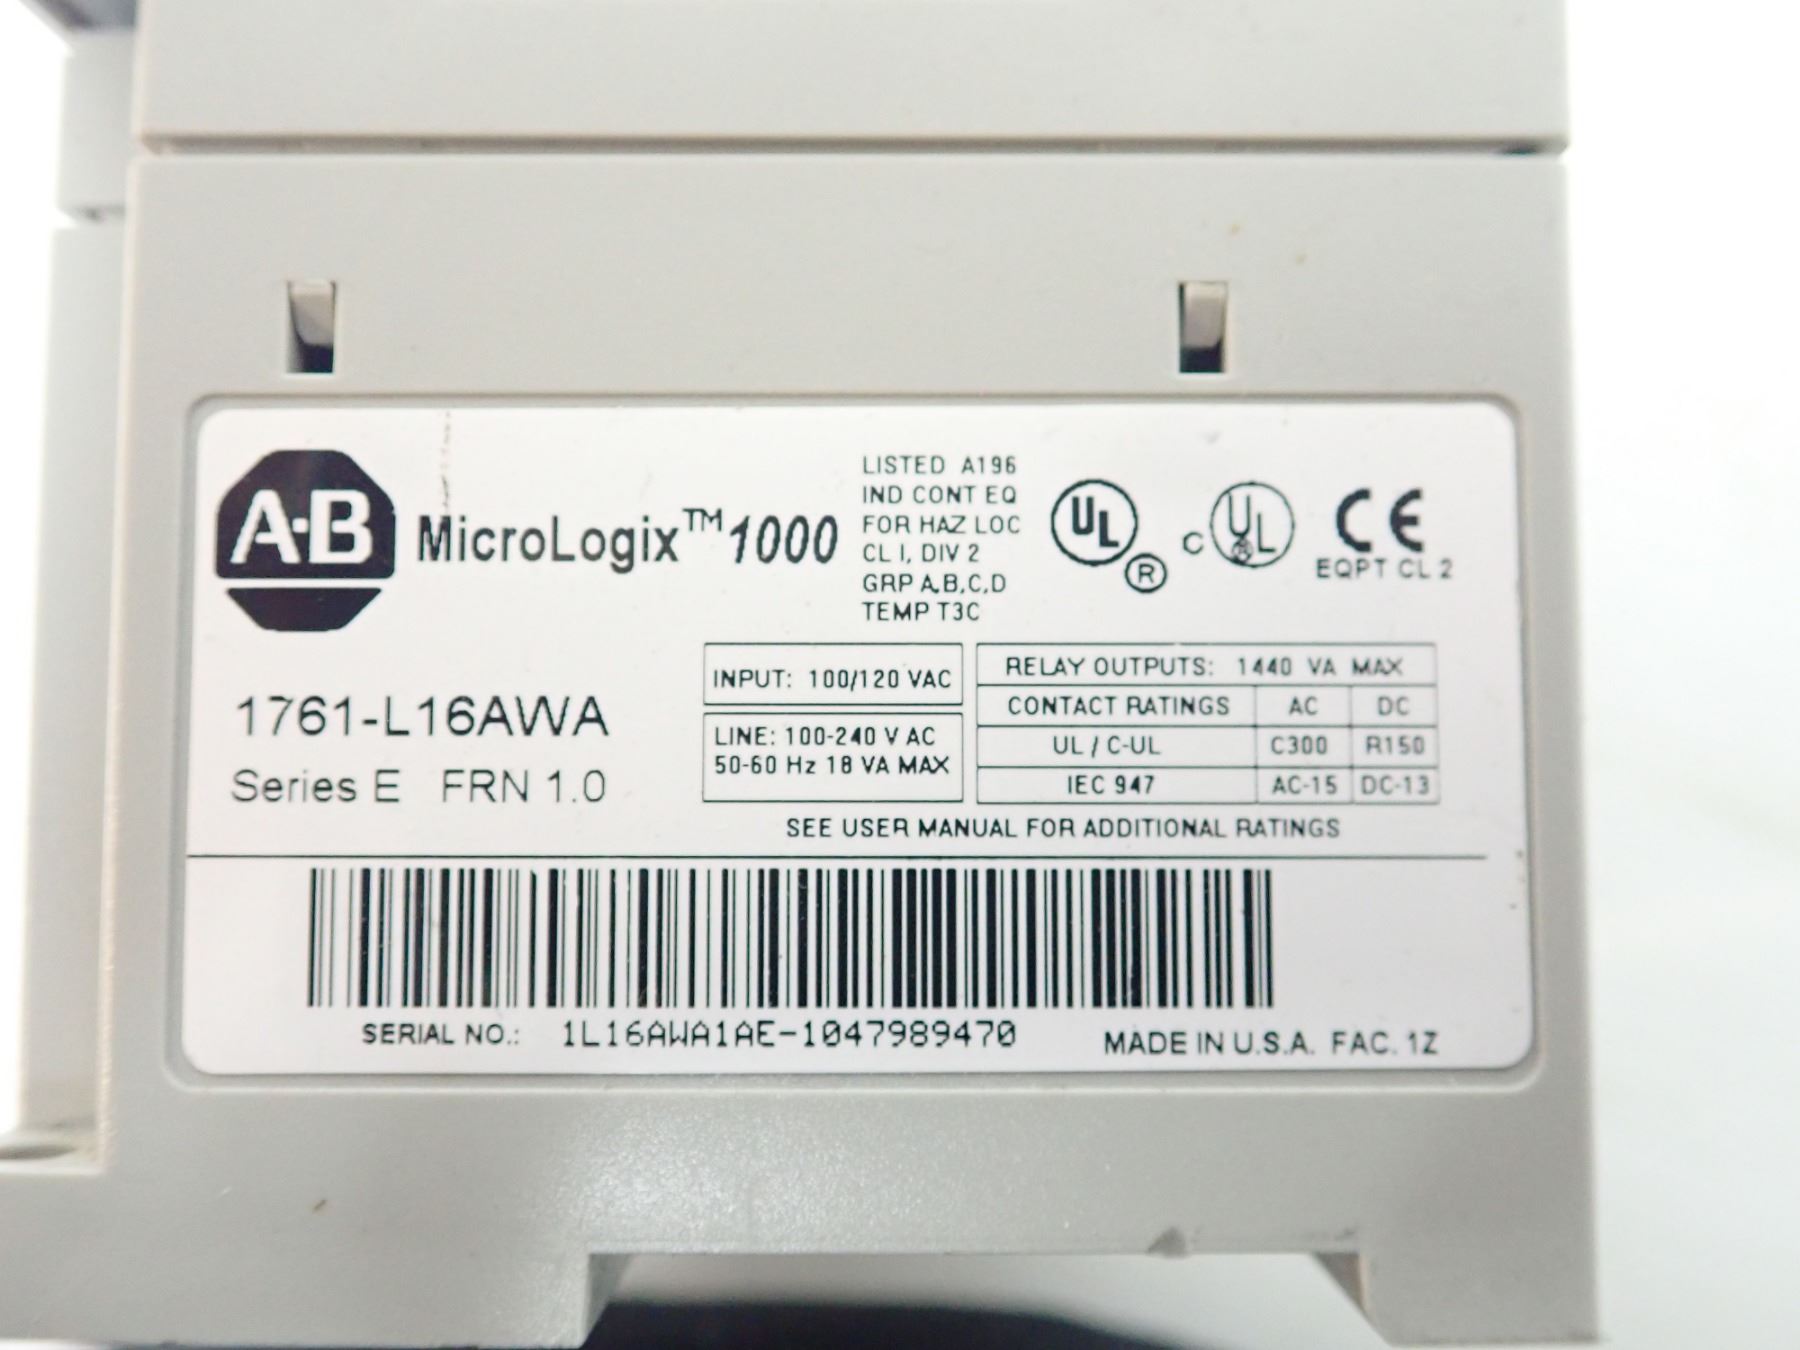 A-B MicroLogix™ 1000
LISTED A196
IND CONT EQ
FOR HAZ LOC
CL I, DIV 2
GRP A,B,C,D
TEMP T3C
UL ®
C UL ®
CE
EQPT CL 2
1761-L16AWA
Series E FRN 1.0
INPUT: 100/120 VAC
LINE: 100-240 V AC
50-60 Hz 18 VA MAX
RELAY OUTPUTS: 1440 VA MAX
CONTACT RATINGS AC DC
UL / C-UL C300 R150
IEC 947 AC-15 DC-13
SEE USER MANUAL FOR ADDITIONAL RATINGS
SERIAL NO.: 1L16AWA1AE-1047989470
MADE IN U.S.A. FAC. 1Z